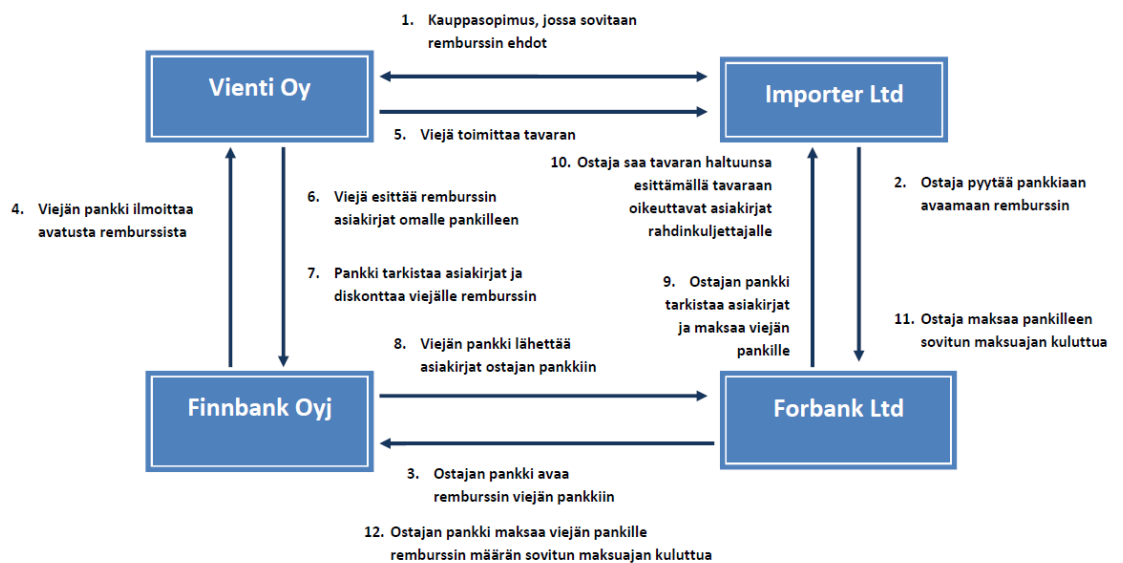 1. Kauppasopimus, jossa sovitaan
remburssin ehdot
Vienti Oy
Importer Ltd
5. Viejä toimittaa tavaran
4. Viejän pankki ilmoittaa
avatusta remburssista
6. Viejä esittää remburssin
asiakirjat omalle pankilleen
7. Pankki tarkistaa asiakirjat ja
diskonttaa viejälle remburssin
10. Ostaja saa tavaran haltuunsa
esittämällä tavaraan
oikeuttavat asiakirjat
rahdinkuljettajalle
2. Ostaja pyytää pankkiaan
avaamaan remburssin
9. Ostajan pankki
tarkistaa asiakirjat
ja maksaa viejän
pankille
11. Ostaja maksaa pankilleen
sovitun maksuajan kuluttua
8. Viejän pankki lähettää
asiakirjat ostajan pankkiin
Finnbank Oyj
Forbank Ltd
3. Ostajan pankki avaa
remburssin viejän pankkiin
12. Ostajan pankki maksaa viejän pankille
remburssin määrän sovitun maksuajan kuluttua